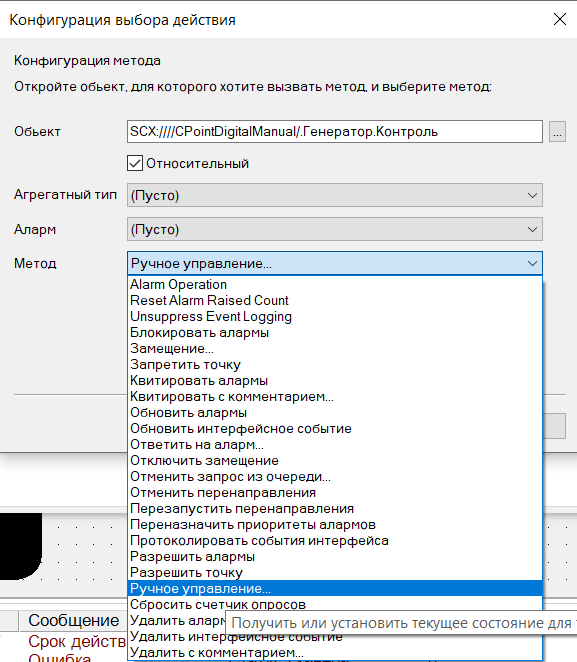 Конфигурация выбора действия
Конфигурация метода
Откройте обьект, для которого хотите вызвать метод, и выберите метод:
Обьект
SCX:////CPointDigitalManual/.Генератор.Контроль
...
Относительный
Агрегатный тип
(Пусто)
Аларм
(Пусто)
Метод
Ручное управление...
Alarm Operation
Reset Alarm Raised Count
Unsuppress Event Logging
Блокировать алармы
Замещение...
Запретить точку
Квитировать алармы
Квитировать с комментарием...
Обновить алармы
Обновить интерфейсное событие
Ответить на аларм...
Отключить замещение
Отменить запрос из очереди...
Отменить перенаправления
Перезапустить перенаправления
Переназначить приоритеты алармов
Протоколировать события интерфейса
Разрешить алармы
Разрешить точку
Ручное управление...
Сбросить счетчик опросов
Удалить алар
Получить или установить текущее состояние для
Удалить интерфейсное событие
Удалить с комментарием...
Сообщение
Срок действ
Ошибка